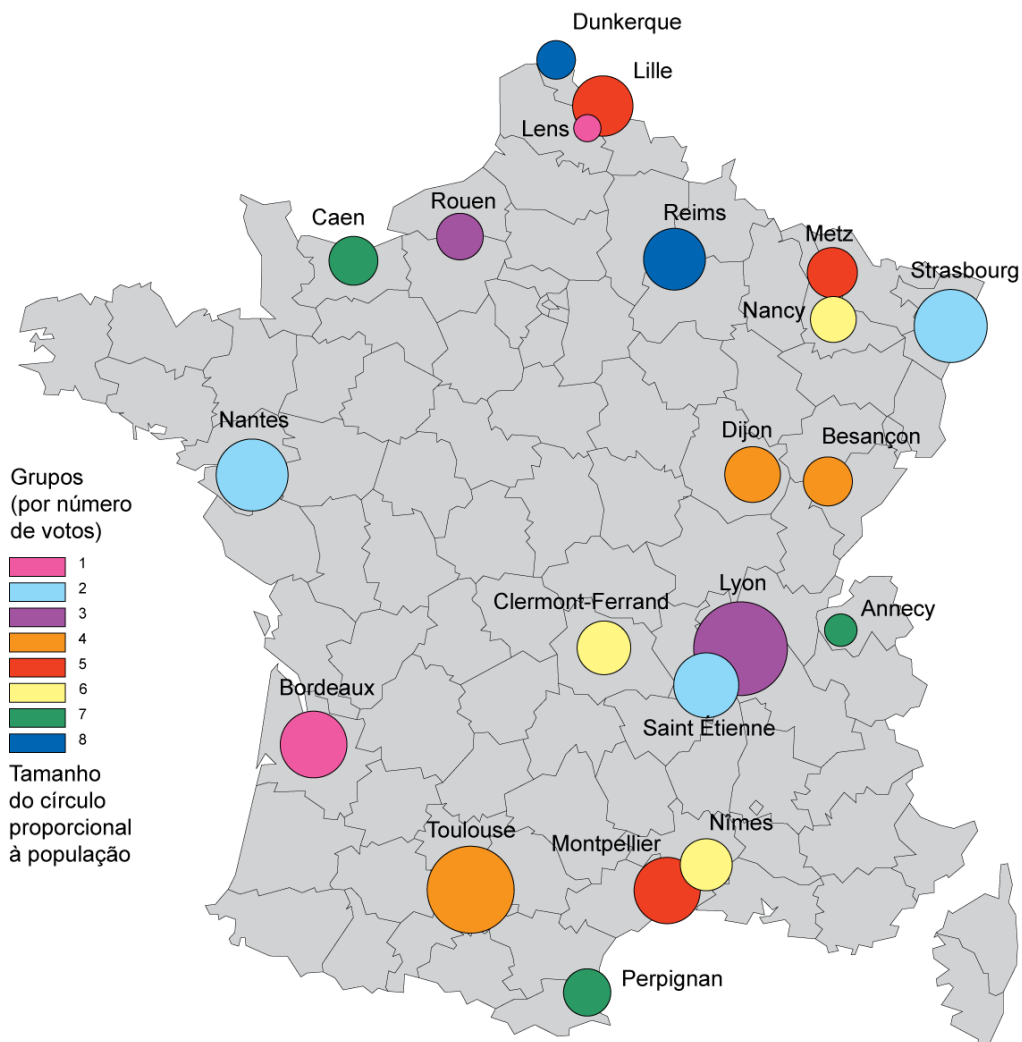 Dunkerque
Lille
Lens
Rouen
Caen
Reims
Metz
Strasbourg
Nancy
Nantes
Dijon
Besançon
Grupos
(por número
de votos)
1
2
3
4
5
6
7
8
Tamanho
do círculo
proporcional
à população
Lyon
Clermont-Ferrand
Annecy
Bordeaux
Saint Étienne
Toulouse
Montpellier
Nîmes
Perpignan